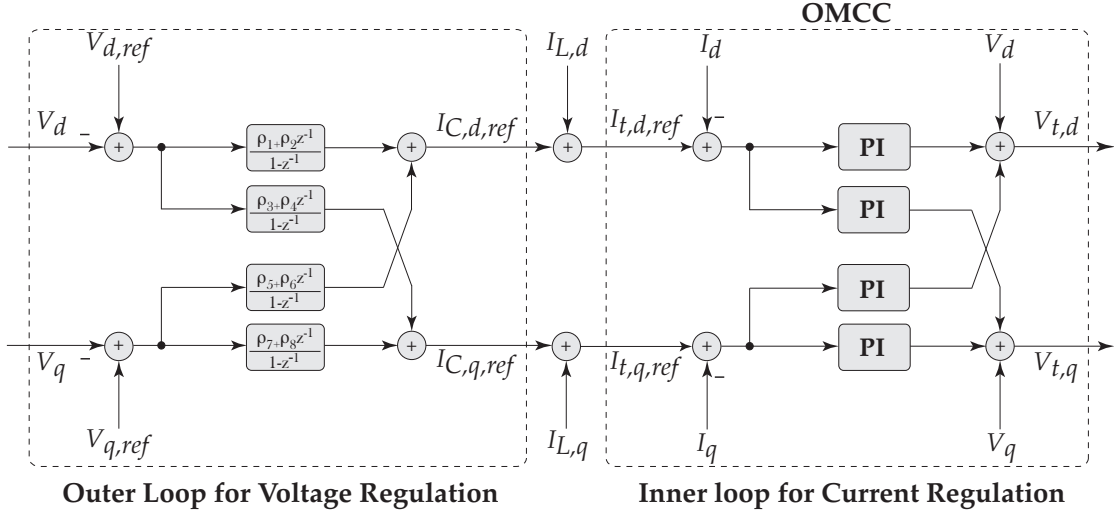 OMCC
V_{d,ref}
I_{L,d}
I_d
V_d
V_d
−
+
ρ₁+ρ₂z⁻¹
1-z⁻¹
+
I_{C,d,ref}
+
I_{t,d,ref}
−
+
PI
+
V_{t,d}
ρ₃+ρ₄z⁻¹
1-z⁻¹
PI
ρ₅+ρ₆z⁻¹
1-z⁻¹
PI
V_q
−
+
ρ₇+ρ₈z⁻¹
1-z⁻¹
+
I_{C,q,ref}
+
I_{t,q,ref}
+
−
PI
+
V_{t,q}
V_{q,ref}
I_{L,q}
I_q
V_q
Outer Loop for Voltage Regulation
Inner loop for Current Regulation